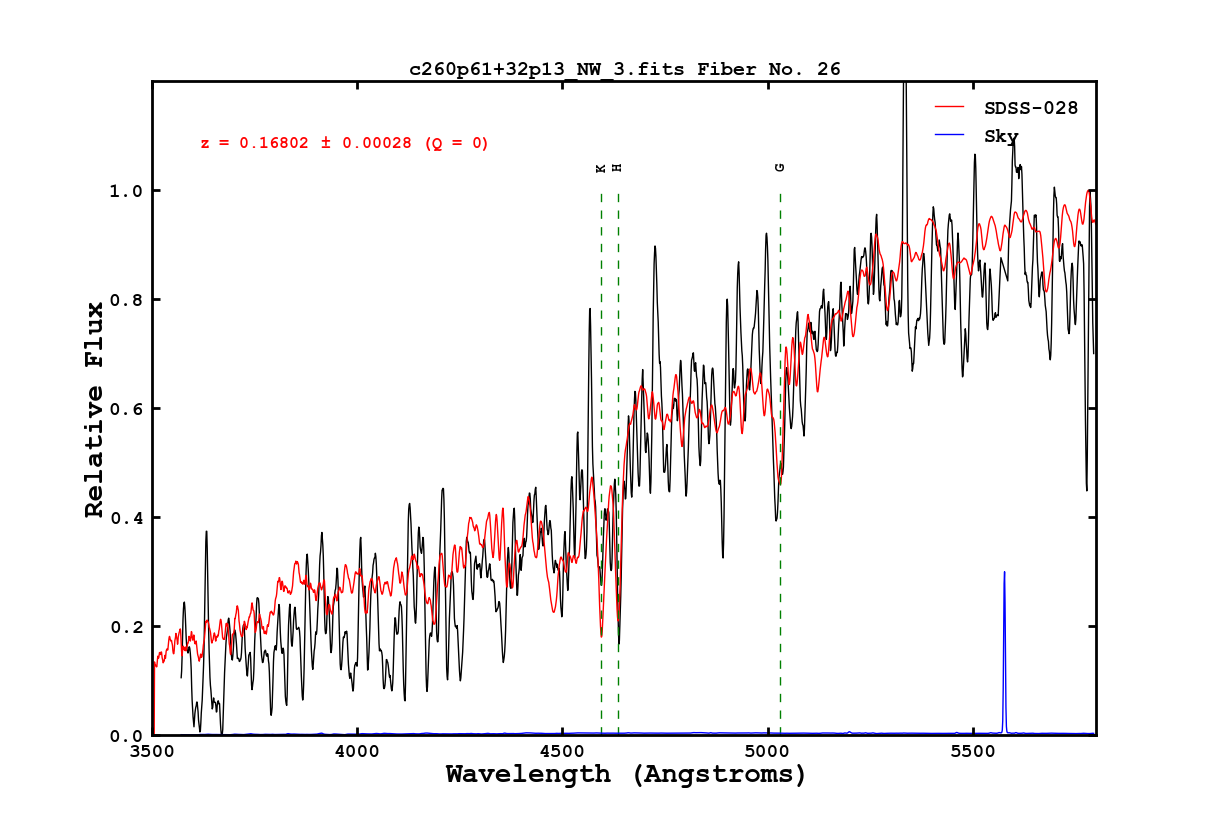 c260p61+32p13_NW_3.fits Fiber No. 26
SDSS-028
Sky
z = 0.16802 ± 0.00028 (Q = 0)
K
H
G
1.0
0.8
0.6
0.4
0.2
0.0
Relative Flux
3500
4000
4500
5000
5500
Wavelength (Angstroms)